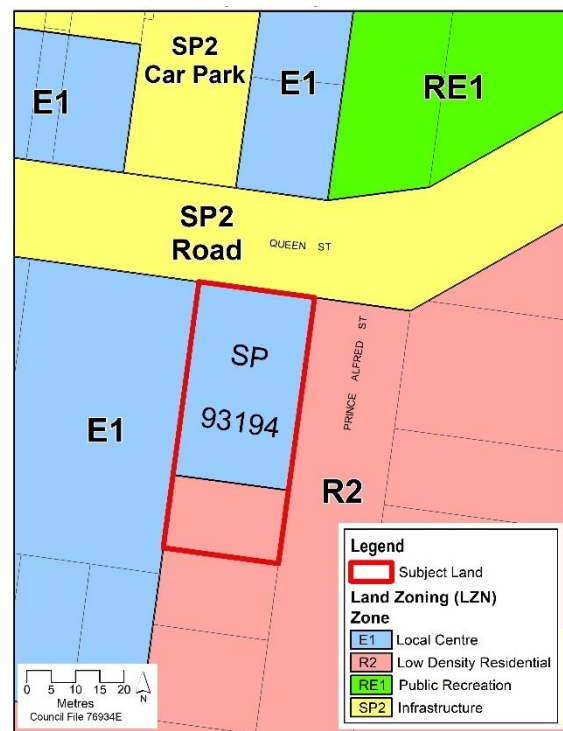 SP2
Car Park
E1
E1
RE1
SP2
Road
QUEEN ST
SP
93194
PRINCE ALFRED ST
E1
R2
Legend
Subject Land
Land Zoning (LZN)
Zone
E1 Local Centre
R2 Low Density Residential
RE1 Public Recreation
SP2 Infrastructure
0 5 10 15 20
Metres
N
Council File 76934E